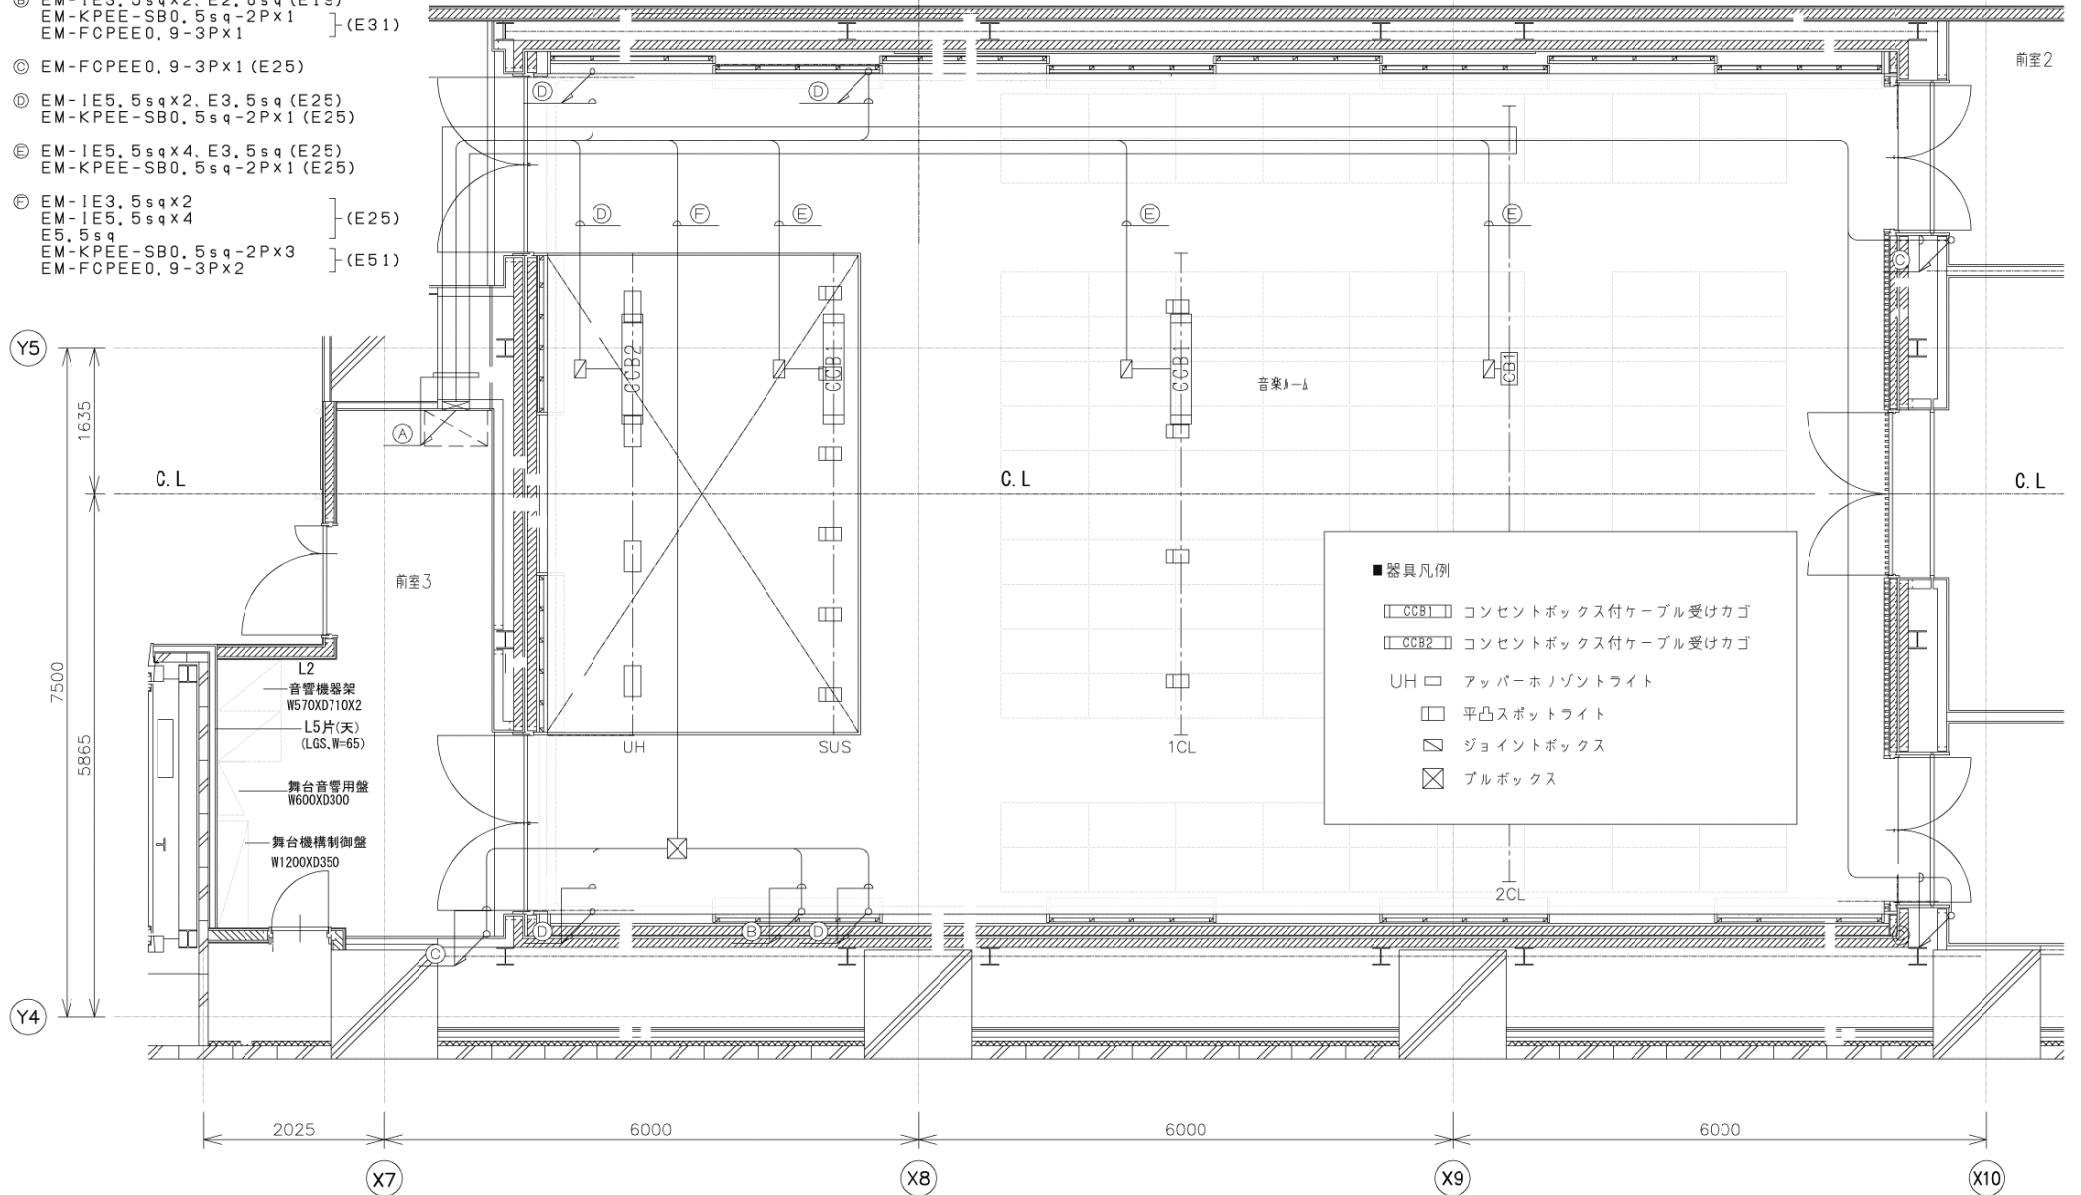 Ⓑ EM-IE3.5sq×2、E2.0sq(E19)
EM-KPEE-SB0.5sq-2P×1
EM-FCPEE0.9-3P×1
(E31)
Ⓒ EM-FCPEE0.9-3P×1(E25)
Ⓓ EM-IE5.5sq×2、E3.5sq(E25)
EM-KPEE-SB0.5sq-2P×1(E25)
Ⓔ EM-IE5.5sq×4、E3.5sq(E25)
EM-KPEE-SB0.5sq-2P×1(E25)
Ⓕ EM-IE3.5sq×2
EM-IE5.5sq×4
E5.5sq
(E25)
EM-KPEE-SB0.5sq-2P×3
EM-FCPEE0.9-3P×2
(E51)
前室2
Ⓓ
Ⓓ
Ⓓ
Ⓕ
Ⓔ
Ⓔ
Ⓔ
Ⓒ
Y5
CCB2
CCB1
CCB1
CB1
音楽ルーム
1635
Ⓐ
C.L
C.L
C.L
前室3
■器具凡例
CCB1 コンセントボックス付ケーブル受けカゴ
CCB2 コンセントボックス付ケーブル受けカゴ
UH アッパーホリゾントライト
平凸スポットライト
ジョイントボックス
プルボックス
7500
5865
L2
音響機器架
W570XD710X2
L5片(天)
(LGS、W=65)
舞台音響用盤
W600XD300
舞台機構制御盤
W1200XD350
UH
SUS
1CL
2CL
Ⓓ
Ⓑ
Ⓓ
Ⓒ
Ⓒ
Y4
2025
6000
6000
6000
X7
X8
X9
X10